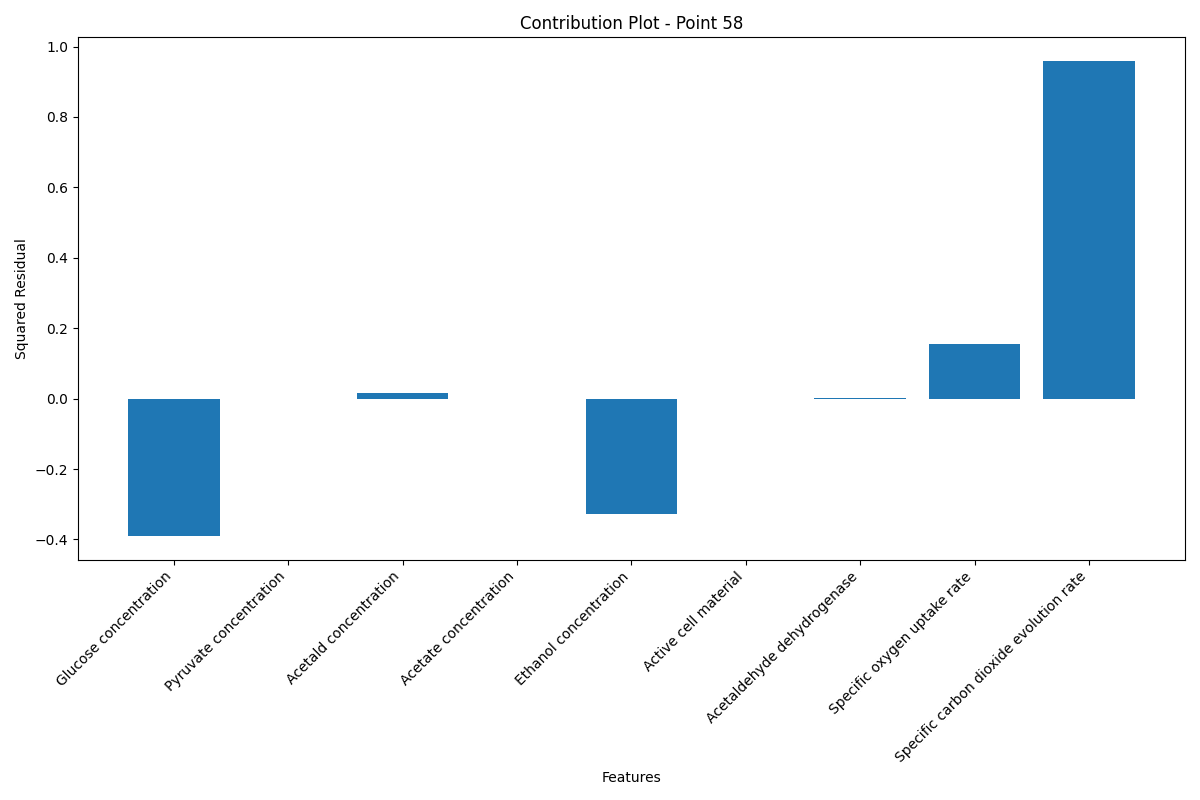 Contribution Plot - Point 58
Squared Residual
1.0
0.8
0.6
0.4
0.2
0.0
−0.2
−0.4
Glucose concentration
Pyruvate concentration
Acetald concentration
Acetate concentration
Ethanol concentration
Active cell material
Acetaldehyde dehydrogenase
Specific oxygen uptake rate
Specific carbon dioxide evolution rate
Features